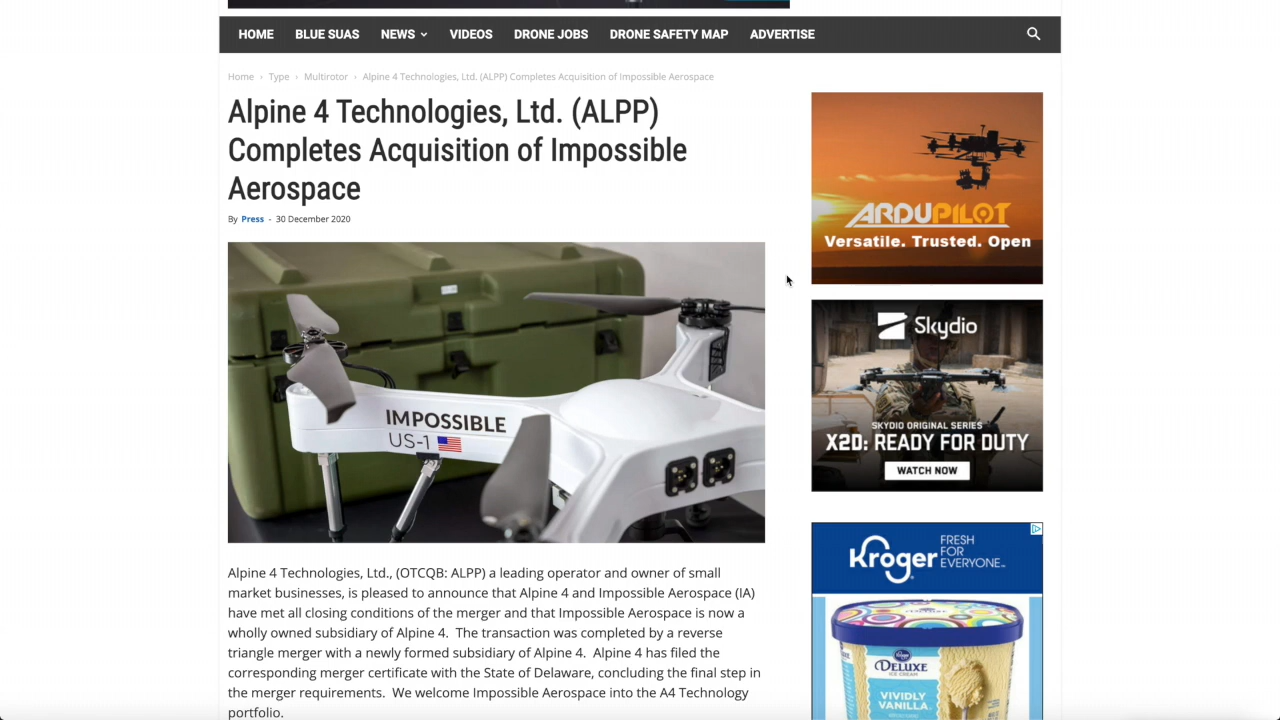 HOME
BLUE SUAS
NEWS
VIDEOS
DRONE JOBS
DRONE SAFETY MAP
ADVERTISE
Home › Type › Multirotor › Alpine 4 Technologies, Ltd. (ALPP) Completes Acquisition of Impossible Aerospace
Alpine 4 Technologies, Ltd. (ALPP)
Completes Acquisition of Impossible
Aerospace
By Press - 30 December 2020
IMPOSSIBLE
US-1
Alpine 4 Technologies, Ltd., (OTCQB: ALPP) a leading operator and owner of small
market businesses, is pleased to announce that Alpine 4 and Impossible Aerospace (IA)
have met all closing conditions of the merger and that Impossible Aerospace is now a
wholly owned subsidiary of Alpine 4.  The transaction was completed by a reverse
triangle merger with a newly formed subsidiary of Alpine 4.  Alpine 4 has filed the
corresponding merger certificate with the State of Delaware, concluding the final step in
the merger requirements.  We welcome Impossible Aerospace into the A4 Technology
portfolio.
ARDUPILOT
Versatile. Trusted. Open
Skydio
SKYDIO ORIGINAL SERIES
X2D: READY FOR DUTY
WATCH NOW
Kroger
FRESH
FOR
EVERYONE™
Kroger
DELUXE
ICE CREAM
VIVIDLY
VANILLA